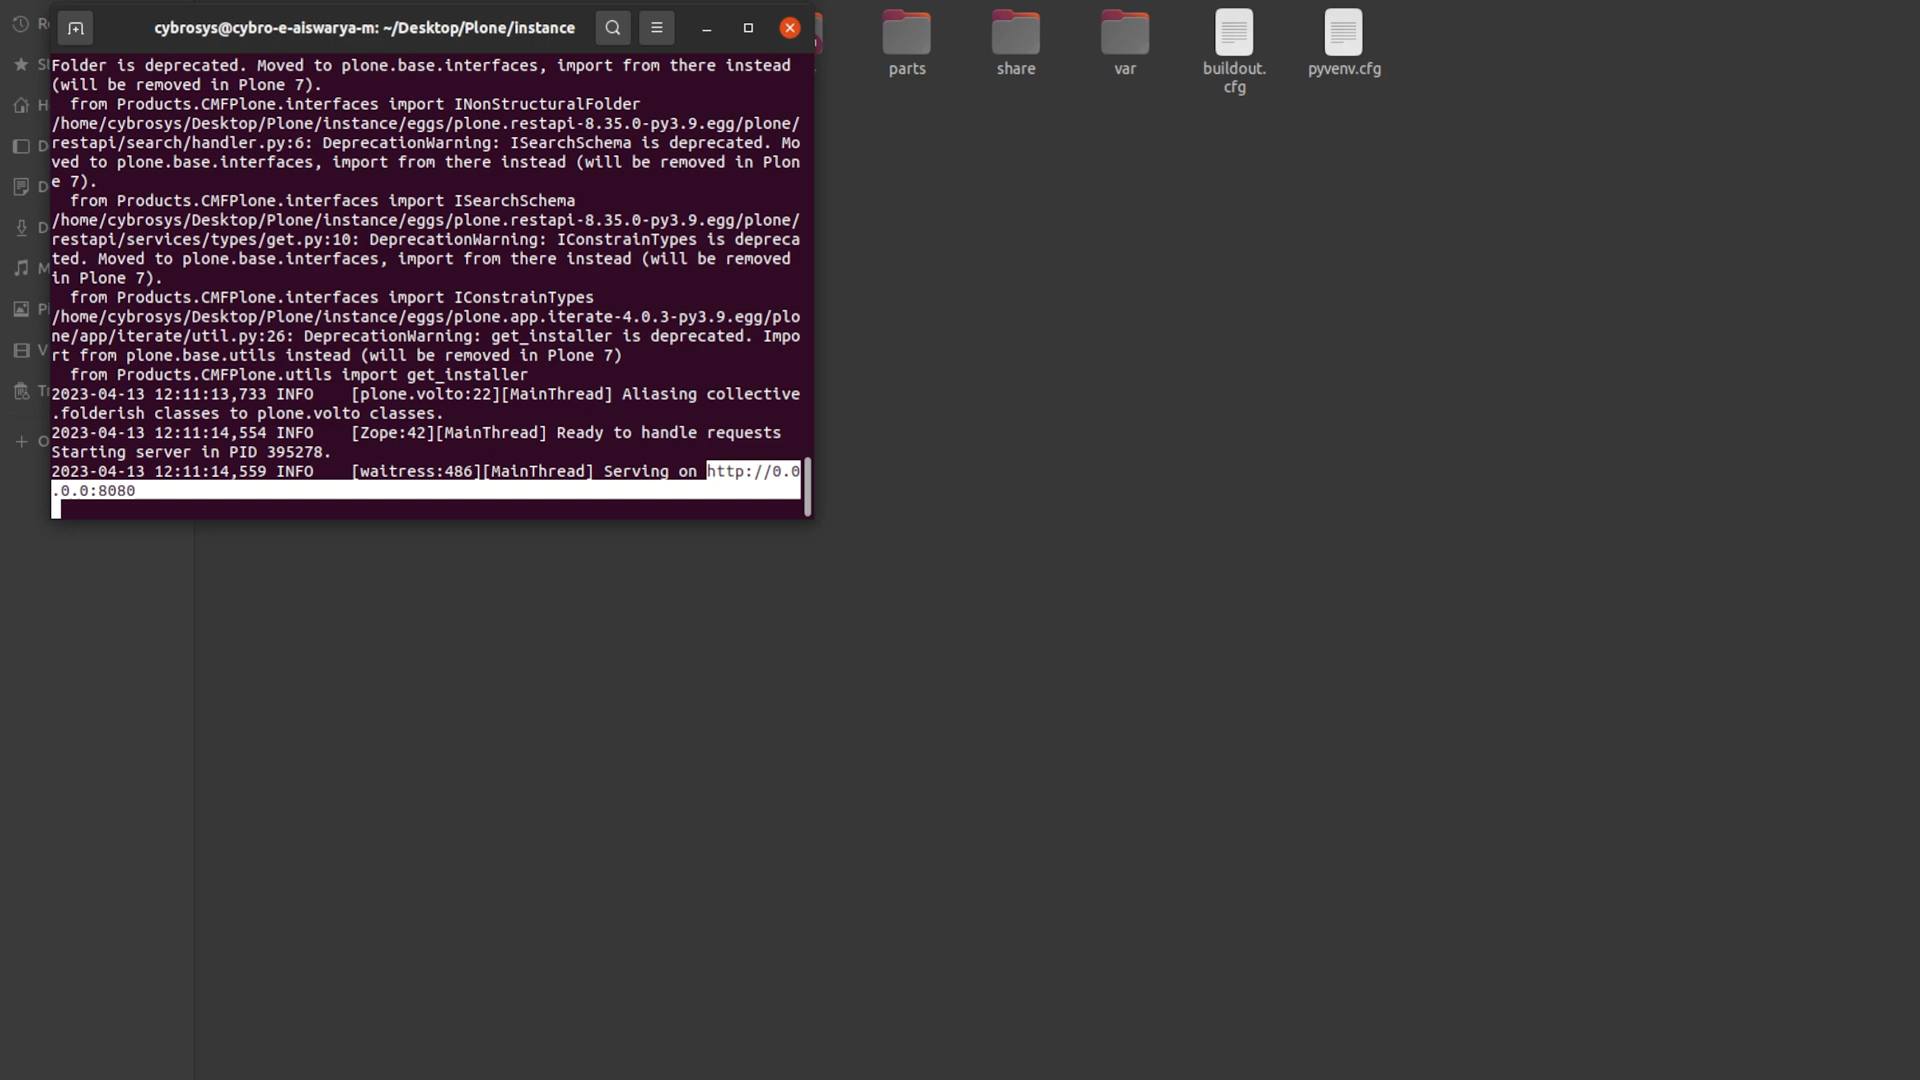 cybrosys@cybro-e-aiswarya-m: ~/Desktop/Plone/instance
Folder is deprecated. Moved to plone.base.interfaces, import from there instead
(will be removed in Plone 7).
  from Products.CMFPlone.interfaces import INonStructuralFolder
/home/cybrosys/Desktop/Plone/instance/eggs/plone.restapi-8.35.0-py3.9.egg/plone/
restapi/search/handler.py:6: DeprecationWarning: ISearchSchema is deprecated. Mo
ved to plone.base.interfaces, import from there instead (will be removed in Plon
e 7).
  from Products.CMFPlone.interfaces import ISearchSchema
/home/cybrosys/Desktop/Plone/instance/eggs/plone.restapi-8.35.0-py3.9.egg/plone/
restapi/services/types/get.py:10: DeprecationWarning: IConstrainTypes is depreca
ted. Moved to plone.base.interfaces, import from there instead (will be removed
in Plone 7).
  from Products.CMFPlone.interfaces import IConstrainTypes
/home/cybrosys/Desktop/Plone/instance/eggs/plone.app.iterate-4.0.3-py3.9.egg/plo
ne/app/iterate/util.py:26: DeprecationWarning: get_installer is deprecated. Impo
rt from plone.base.utils instead (will be removed in Plone 7)
  from Products.CMFPlone.utils import get_installer
2023-04-13 12:11:13,733 INFO    [plone.volto:22][MainThread] Aliasing collective
.folderish classes to plone.volto classes.
2023-04-13 12:11:14,554 INFO    [Zope:42][MainThread] Ready to handle requests
Starting server in PID 395278.
2023-04-13 12:11:14,559 INFO    [waitress:486][MainThread] Serving on http://0.0
.0.0:8080
parts
share
var
buildout.
cfg
pyvenv.cfg